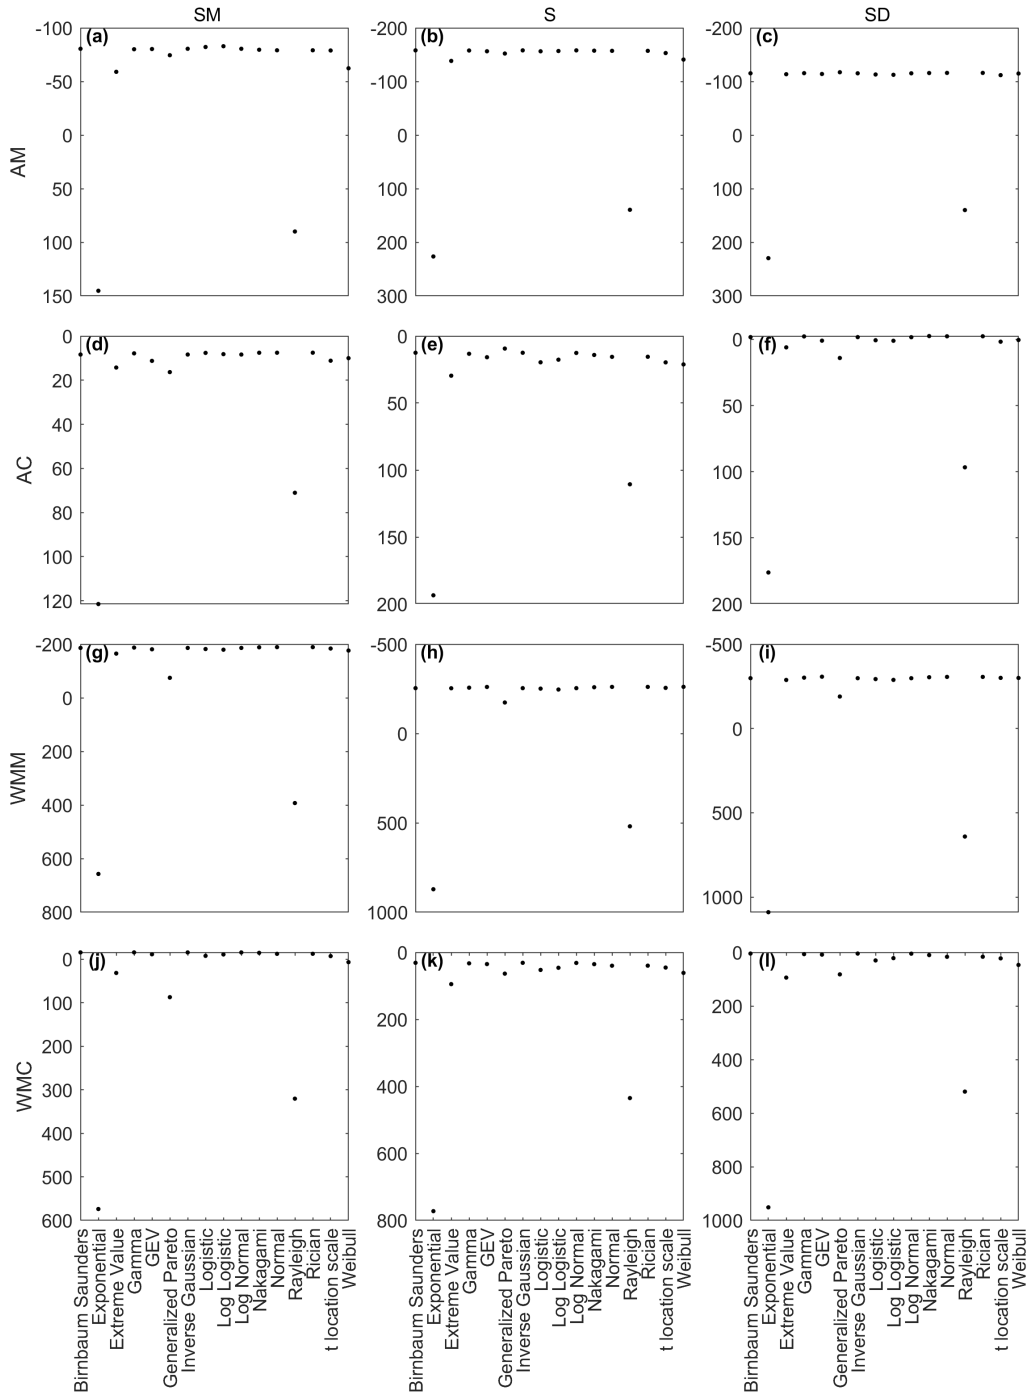 SM S SD
-100 (a) -200 (b) -200 (c)
-50 -100 -100
0 0 0
AM
50 100 100
100 200 200
150 300 300
0 (d) 0 (e) 0 (f)
20
40 50 50
AC
60 100 100
80
100 150 150
120 200 200
-200 (g) -500 (h) -500 (i)
0
200 0 0
WMM
400 500 500
600
800 1000 1000
0 (j) 0 (k) 0 (l)
100 200 200
200
WMC
300 400 400
400 600 600
500 800
600 800 1000
Birnbaum Saunders
Exponential
Extreme Value
Gamma
GEV
Generalized Pareto
Inverse Gaussian
Logistic
Log Logistic
Log Normal
Nakagami
Normal
Rayleigh
Rician
t location scale
Weibull
Birnbaum Saunders
Exponential
Extreme Value
Gamma
GEV
Generalized Pareto
Inverse Gaussian
Logistic
Log Logistic
Log Normal
Nakagami
Normal
Rayleigh
Rician
t location scale
Weibull
Birnbaum Saunders
Exponential
Extreme Value
Gamma
GEV
Generalized Pareto
Inverse Gaussian
Logistic
Log Logistic
Log Normal
Nakagami
Normal
Rayleigh
Rician
t location scale
Weibull